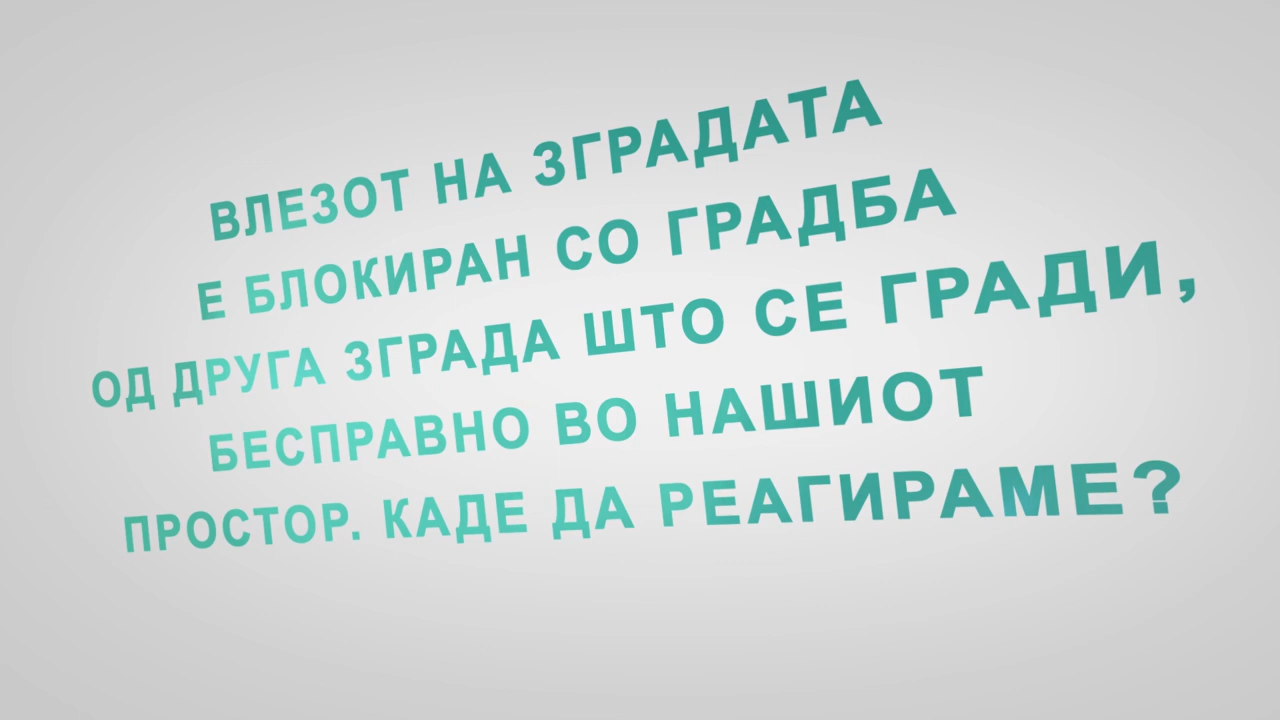 ВЛЕЗОТ НА ЗГРАДАТА
Е БЛОКИРАН СО ГРАДБА
ОД ДРУГА ЗГРАДА ШТО СЕ ГРАДИ,
БЕСПРАВНО ВО НАШИОТ
ПРОСТОР. КАДЕ ДА РЕАГИРАМЕ?